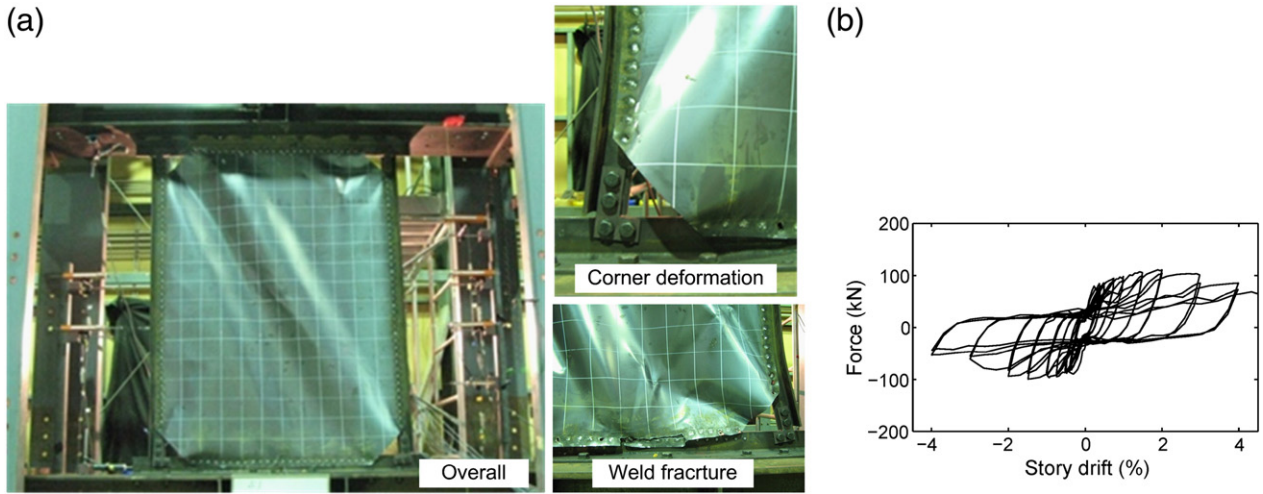 (a)
Overall
Corner deformation
Weld fracrture
(b)
200
100
0
−100
−200
Force (kN)
−4
−2
0
2
4
Story drift (%)